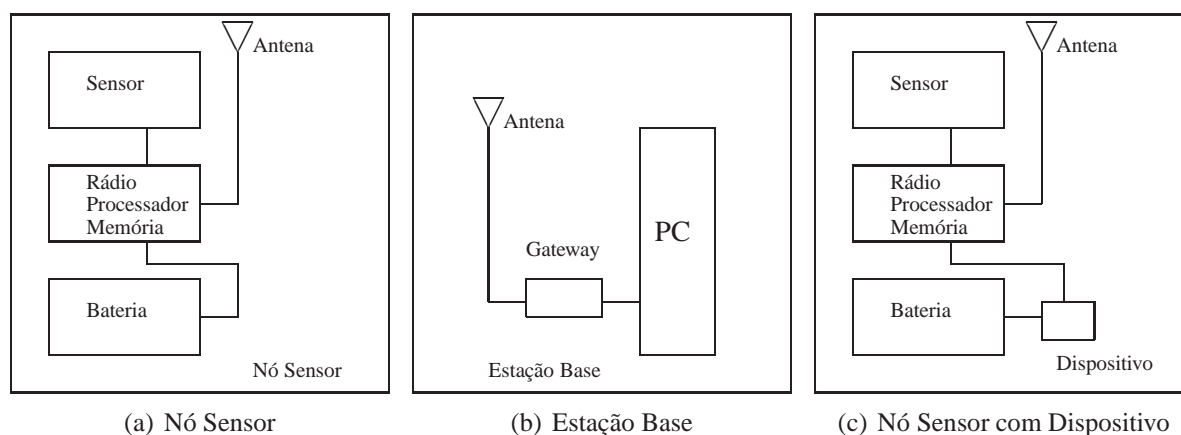 Antena
Sensor
Rádio
Processador
Memória
Bateria
Nó Sensor
(a) Nó Sensor
Antena
PC
Gateway
Estação Base
(b) Estação Base
Antena
Sensor
Rádio
Processador
Memória
Bateria
Dispositivo
(c) Nó Sensor com Dispositivo